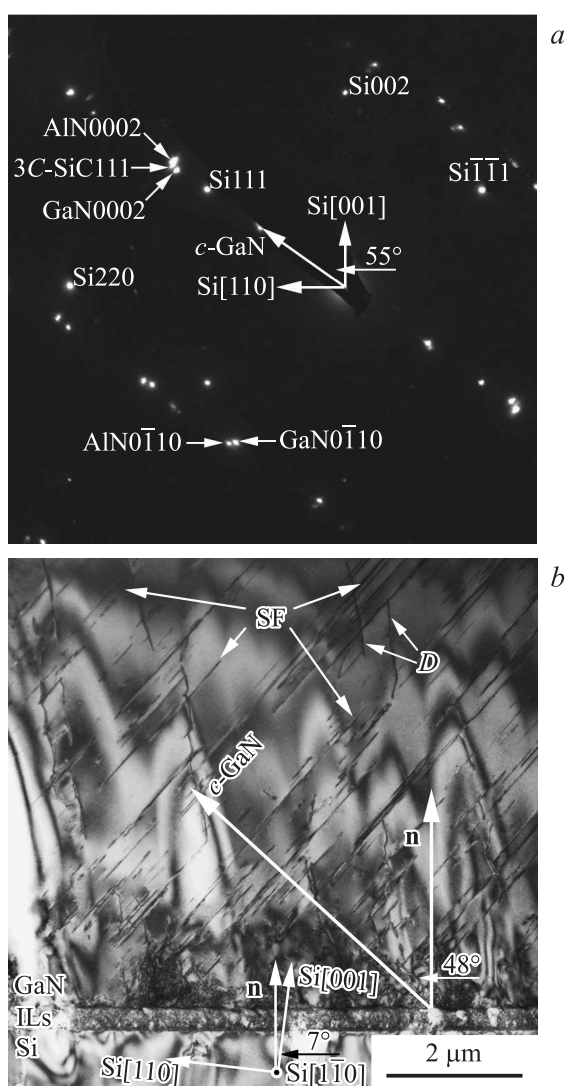 a
Si002
AlN0002
3C-SiC111
GaN0002
Si111
Si1̅1̅1
Si[001]
c-GaN
55°
Si[110]
Si220
AlN01̅10
GaN01̅10
b
SF
D
c-GaN
n
48°
n
Si[001]
GaN
ILs
Si
7°
Si[110]
Si[11̅0]
2 μm